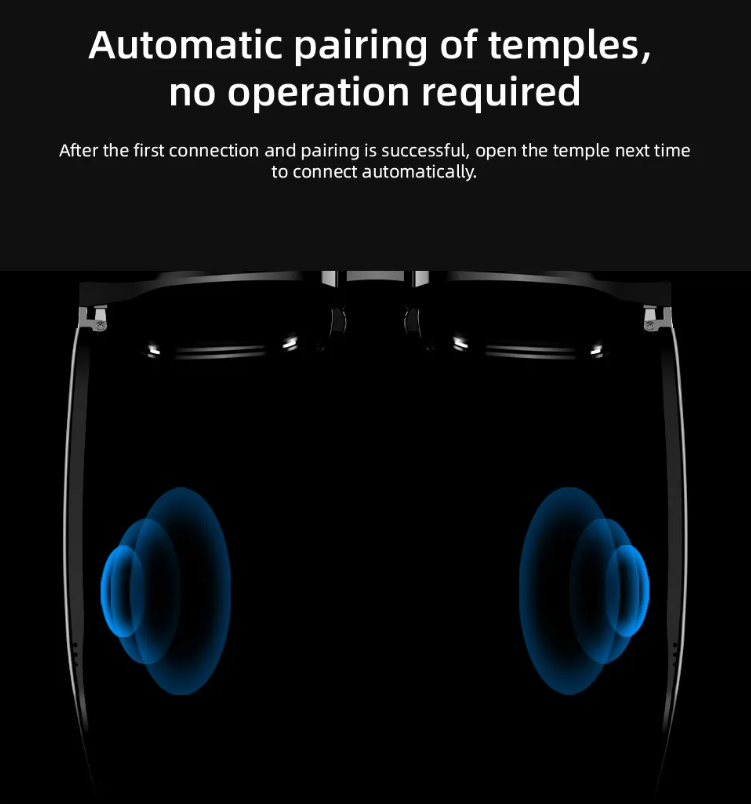 Automatic pairing of temples,
no operation required
After the first connection and pairing is successful, open the temple next time
to connect automatically.